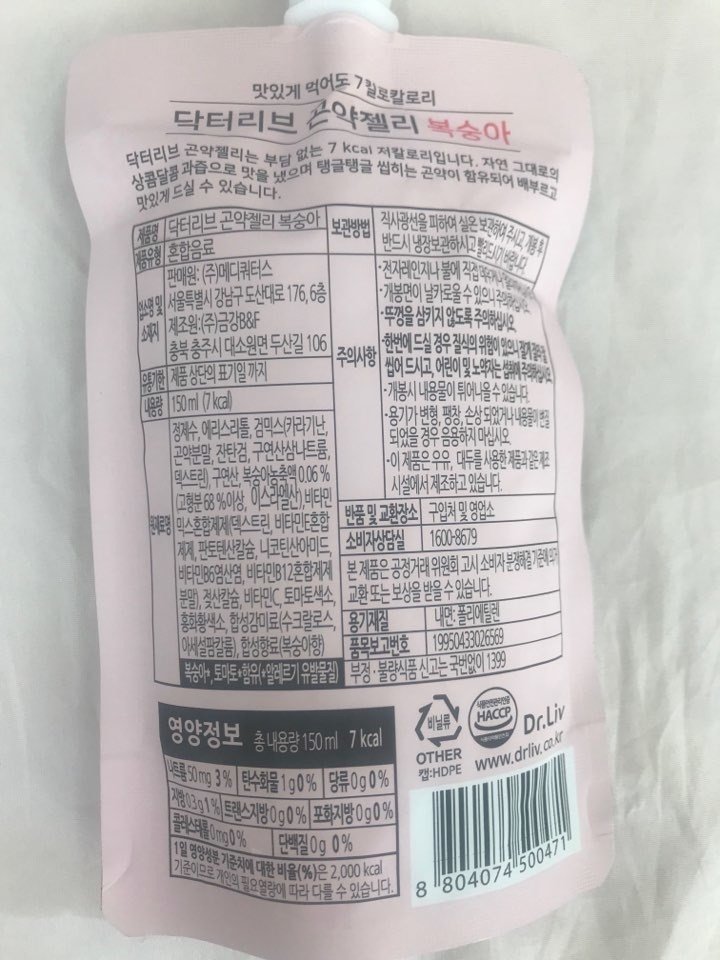 맛있게 먹어도 7킬로칼로리
닥터리브 곤약젤리 복숭아
닥터리브 곤약젤리는 부담 없는 7 kcal 저칼로리입니다. 자연 그대로의
상콤달콤 과즙으로 맛을 냈으며 탱글탱글 씹히는 곤약이 함유되어 배부르고
맛있게 드실 수 있습니다.
제품명 닥터리브 곤약젤리 복숭아
제품유형 혼합음료
업소명 및
소재지
판매원: (주)메디쿼터스
서울특별시 강남구 도산대로 176, 6층
제조원:(주)금강B&F
충북 충주시 대소원면 두산길 106
유통기한 제품 상단의 표기일 까지
내용량 150 ml (7 kcal)
원재료명
정제수, 에리스리톨, 검믹스(카라기난,
곤약분말, 잔탄검, 구연산삼나트륨,
덱스트린), 구연산, 복숭아농축액 0.06 %
(고형분 68 %이상, 이스라엘산), 비타민
믹스혼합제제(덱스트린, 비타민E혼합
제제, 판토텐산칼슘, 니코틴산아미드,
비타민B6염산염, 비타민B12혼합제제
분말), 젖산칼슘, 비타민C, 토마토색소,
홍화황색소, 합성감미료(수크랄로스,
아세설팜칼륨), 합성향료(복숭아향)
복숭아*, 토마토*함유(*알레르기 유발물질)
보관방법
직사광선을 피하여 실온 보관하여 주시고, 개봉 후
반드시 냉장보관하시고 빨리 드시기 바랍니다.
주의사항
·전자레인지나 불에 직접
·개봉면이 날카로울 수 있으니 주의하십시오.
·뚜껑을 삼키지 않도록 주의하십시오.
·한번에 드실 경우 질식의 위험이 있으니 잘게
씹어 드시고, 어린이 및 노약자는 섭취에 주의하십시오.
·개봉시 내용물이 튀어나올 수 있습니다.
·용기가 변형, 팽창, 손상 되었거나 내용물이 변질
되었을 경우 음용하지 마십시오.
·이 제품은 우유, 대두를 사용한 제품과 같은 제조
시설에서 제조하고 있습니다.
반품 및 교환장소 구입처 및 영업소
소비자상담실 1600-8679
본 제품은 공정거래 위원회 고시 소비자 분쟁해결 기준에 의거
교환 또는 보상을 받을 수 있습니다.
용기재질 내면: 폴리에틸렌
품목보고번호 19950433026569
부정·불량식품 신고는 국번없이 1399
영양정보 총 내용량 150 ml 7 kcal
나트륨 50 mg 3 % 탄수화물 1 g 0 % 당류 0 g 0 %
지방 0.3 g 1 % 트랜스지방 0 g 0 % 포화지방 0 g 0 %
콜레스테롤 0 mg 0 % 단백질 0 g 0 %
1일 영양성분 기준치에 대한 비율(%)은 2,000 kcal
기준이므로 개인의 필요 열량에 따라 다를 수 있습니다.
비닐류
OTHER
캡:HDPE
HACCP
Dr.Liv
www.drliv.co.kr
8 804074 500471